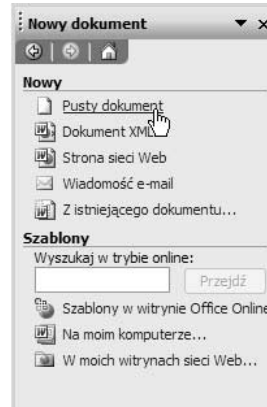 Nowy dokument
Nowy
Pusty dokument
Dokument XML
Strona sieci Web
Wiadomość e-mail
Z istniejącego dokumentu...
Szablony
Wyszukaj w trybie online:
Przejdź
Szablony w witrynie Office Online
Na moim komputerze...
W moich witrynach sieci Web...